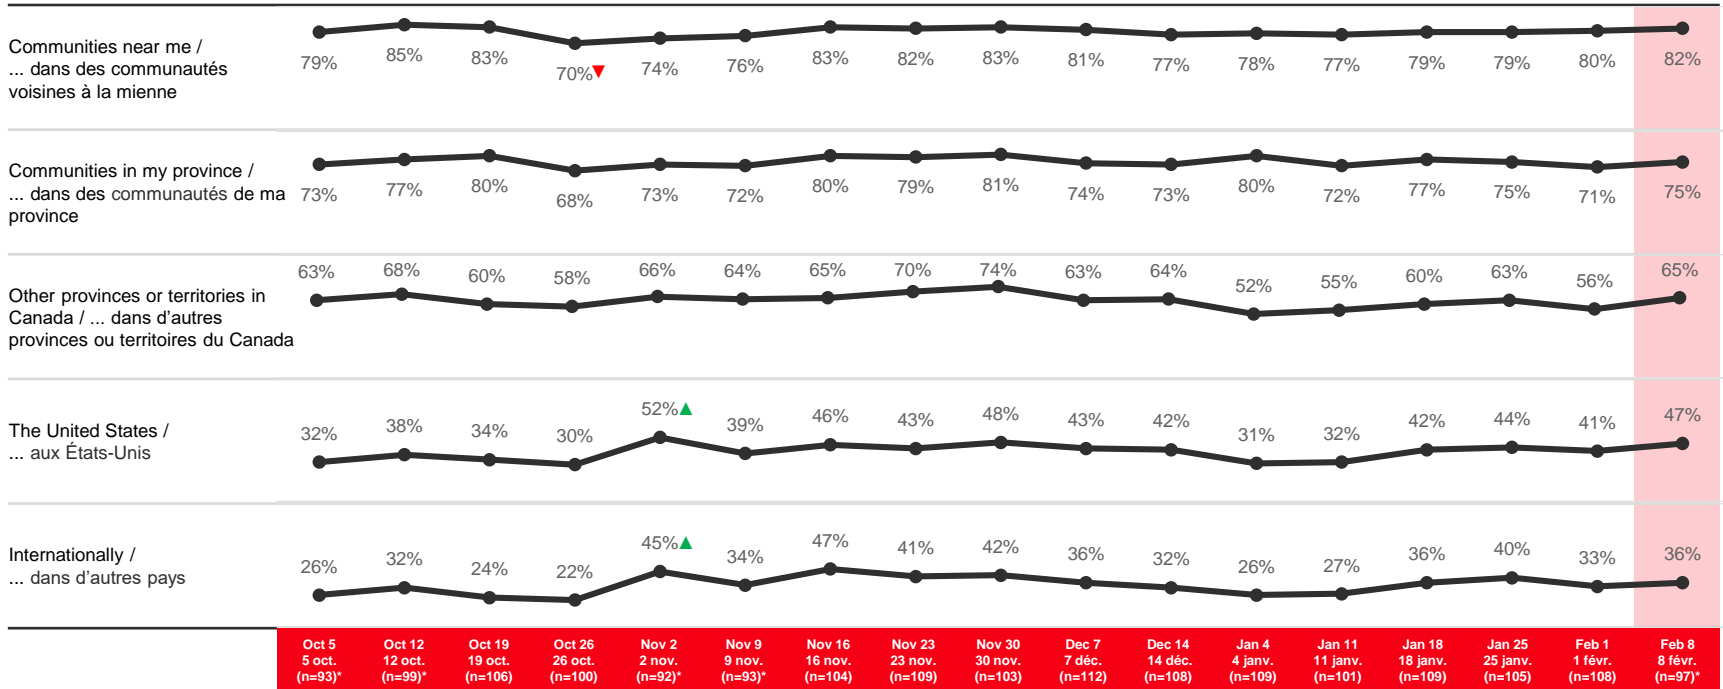 Communities near me /
... dans des communautés
voisines à la mienne
79% 85% 83% 70%▼ 74% 76% 83% 82% 83% 81% 77% 78% 77% 79% 79% 80% 82%
Communities in my province /
... dans des communautés de ma
province
73% 77% 80% 68% 73% 72% 80% 79% 81% 74% 73% 80% 72% 77% 75% 71% 75%
Other provinces or territories in
Canada / ... dans d'autres
provinces ou territoires du Canada
63% 68% 60% 58% 66% 64% 65% 70% 74% 63% 64% 52% 55% 60% 63% 56% 65%
The United States /
... aux États-Unis
32% 38% 34% 30% 52%▲ 39% 46% 43% 48% 43% 42% 31% 32% 42% 44% 41% 47%
Internationally /
... dans d'autres pays
26% 32% 24% 22% 45%▲ 34% 47% 41% 42% 36% 32% 26% 27% 36% 40% 33% 36%
Oct 5 Oct 12 Oct 19 Oct 26 Nov 2 Nov 9 Nov 16 Nov 23 Nov 30 Dec 7 Dec 14 Jan 4 Jan 11 Jan 18 Jan 25 Feb 1 Feb 8
5 oct. 12 oct. 19 oct. 26 oct. 2 nov. 9 nov. 16 nov. 23 nov. 30 nov. 7 déc. 14 déc. 4 janv. 11 janv. 18 janv. 25 janv. 1 févr. 8 févr.
(n=93)* (n=99)* (n=106) (n=100) (n=92)* (n=93)* (n=104) (n=109) (n=103) (n=112) (n=108) (n=109) (n=101) (n=109) (n=105) (n=108) (n=97)*